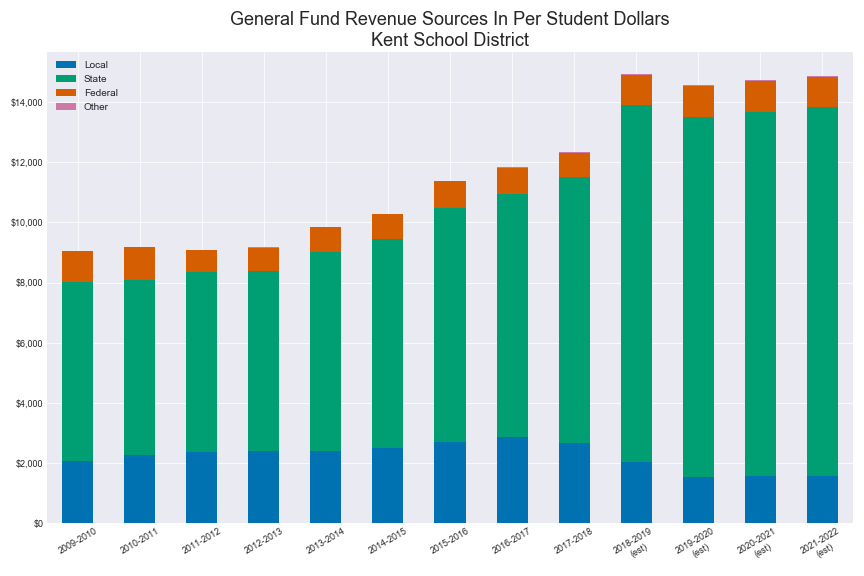 General Fund Revenue Sources In Per Student Dollars
Kent School District
Local
State
Federal
Other
$14,000
$12,000
$10,000
$8,000
$6,000
$4,000
$2,000
$0
2009-2010
2010-2011
2011-2012
2012-2013
2013-2014
2014-2015
2015-2016
2016-2017
2017-2018
2018-2019
(est)
2019-2020
(est)
2020-2021
(est)
2021-2022
(est)